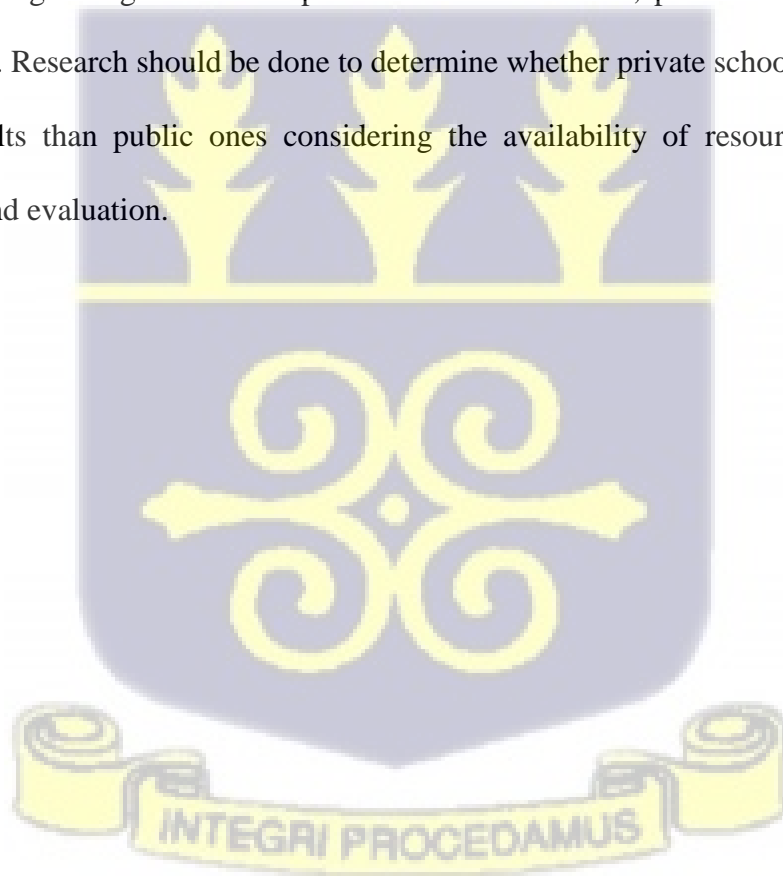 . Research should be done to determine whether private schoo
lts than public ones considering the availability of resour
nd evaluation.
INTEGRI PROCEDAMUS